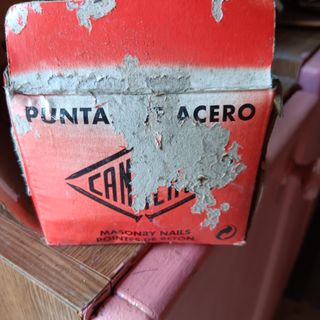 PUNTA ACERO
MASONRY NAILS
POINTES DE BETON